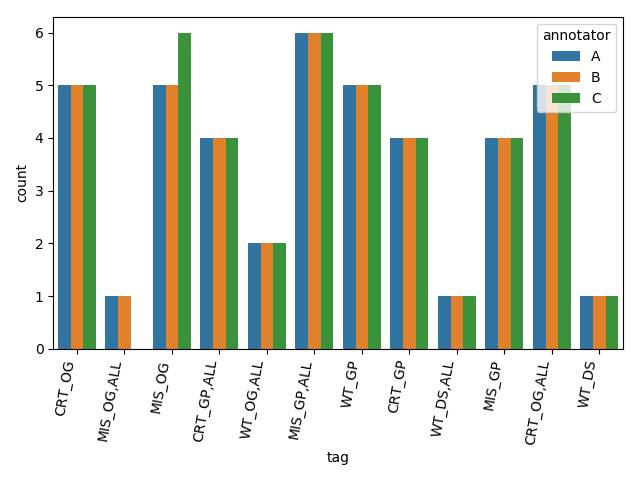 annotator
A
B
C
6
5
4
3
2
1
0
count
CRT_OG
MIS_OG,ALL
MIS_OG
CRT_GP,ALL
WT_OG,ALL
MIS_GP,ALL
WT_GP
CRT_GP
WT_DS,ALL
MIS_GP
CRT_OG,ALL
WT_DS
tag